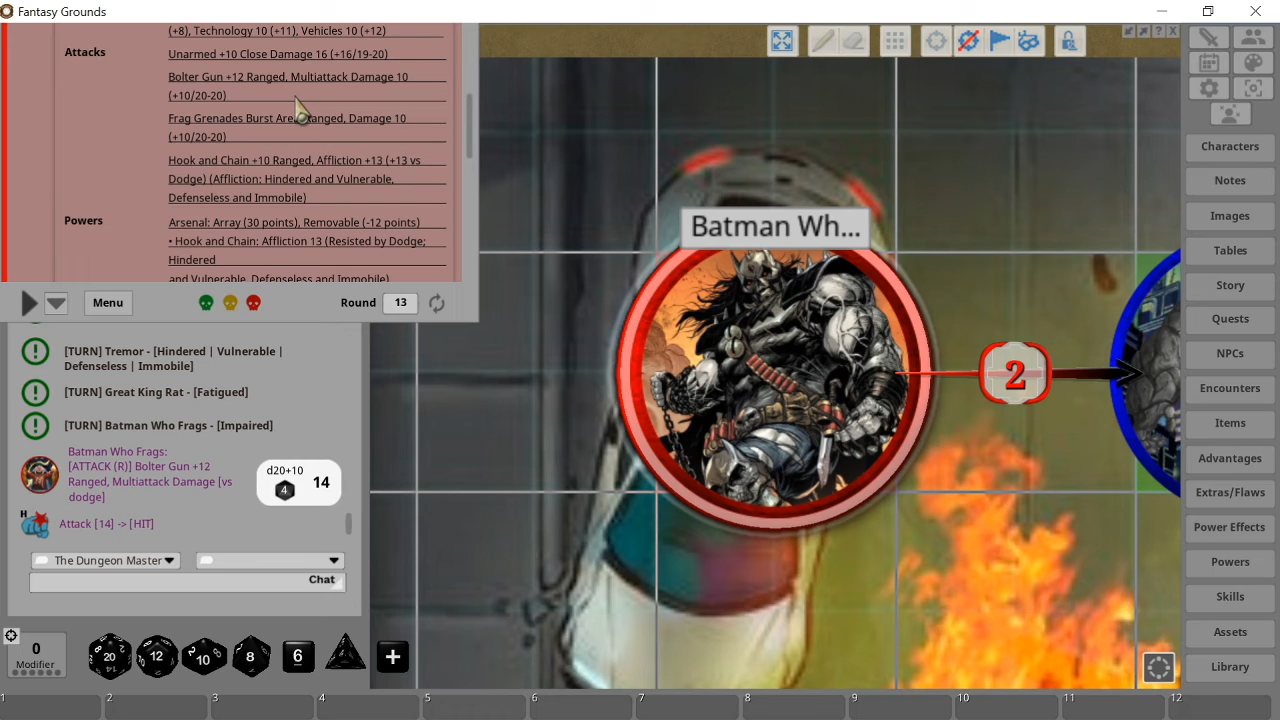 Fantasy Grounds
(+8), Technology 10 (+11), Vehicles 10 (+12)
Attacks
Unarmed +10 Close Damage 16 (+16/19-20)
Bolter Gun +12 Ranged, Multiattack Damage 10
(+10/20-20)
Frag Grenades Burst Area Ranged, Damage 10
(+10/20-20)
Hook and Chain +10 Ranged, Affliction +13 (+13 vs
Dodge) (Affliction: Hindered and Vulnerable,
Defenseless and Immobile)
Powers
Arsenal: Array (30 points), Removable (-12 points)
• Hook and Chain: Affliction 13 (Resisted by Dodge;
Hindered
and Vulnerable, Defenseless and Immobile)
Menu
Round
13
[TURN] Tremor - [Hindered | Vulnerable |
Defenseless | Immobile]
[TURN] Great King Rat - [Fatigued]
[TURN] Batman Who Frags - [Impaired]
Batman Who Frags:
[ATTACK (R)] Bolter Gun +12
Ranged, Multiattack Damage [vs
dodge]
d20+10
4
14
H
Attack [14] -> [HIT]
The Dungeon Master
Chat
0
Modifier
20
12
10
8
6
+
Batman Wh...
2
? X
Characters
Notes
Images
Tables
Story
Quests
NPCs
Encounters
Items
Advantages
Extras/Flaws
Power Effects
Powers
Skills
Assets
Library
1 2 3 4 5 6 7 8 9 10 11 12